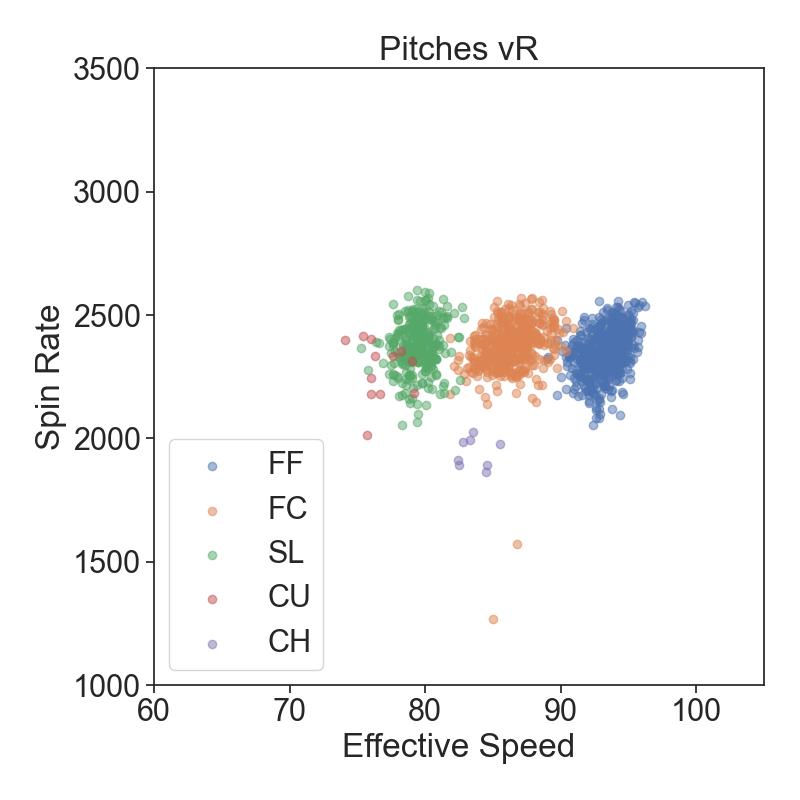 Pitches vR
3500
3000
2500
2000
1500
1000
Spin Rate
FF
FC
SL
CU
CH
60 70 80 90 100
Effective Speed